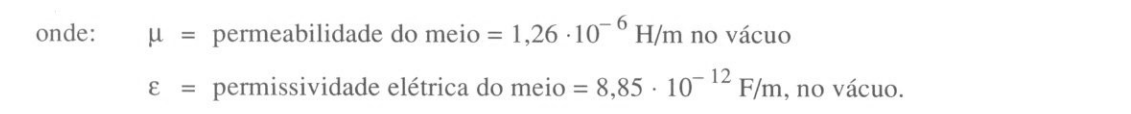 onde: μ = permeabilidade do meio = 1,26 ·10⁻⁶ H/m no vácuo
ε = permissividade elétrica do meio = 8,85 · 10⁻¹² F/m, no vácuo.